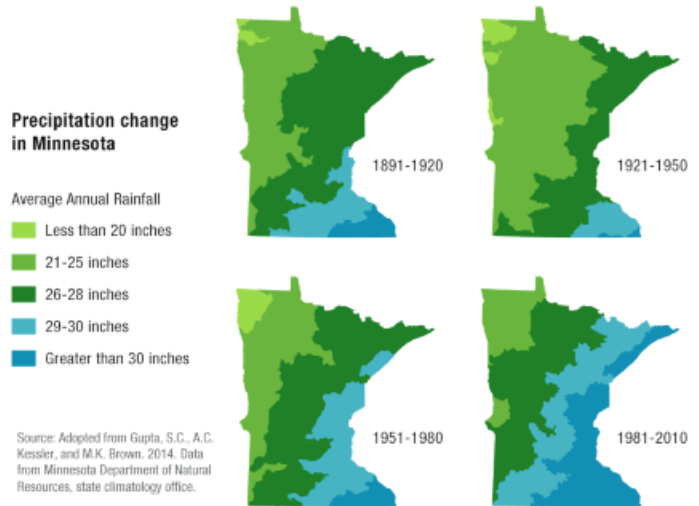 Precipitation change
in Minnesota
Average Annual Rainfall
Less than 20 inches
21-25 inches
26-28 inches
29-30 inches
Greater than 30 inches
Source: Adopted from Gupta, S.C., A.C.
Kessler, and M.K. Brown. 2014. Data
from Minnesota Department of Natural
Resources, state climatology office.
1891-1920
1921-1950
1951-1980
1981-2010